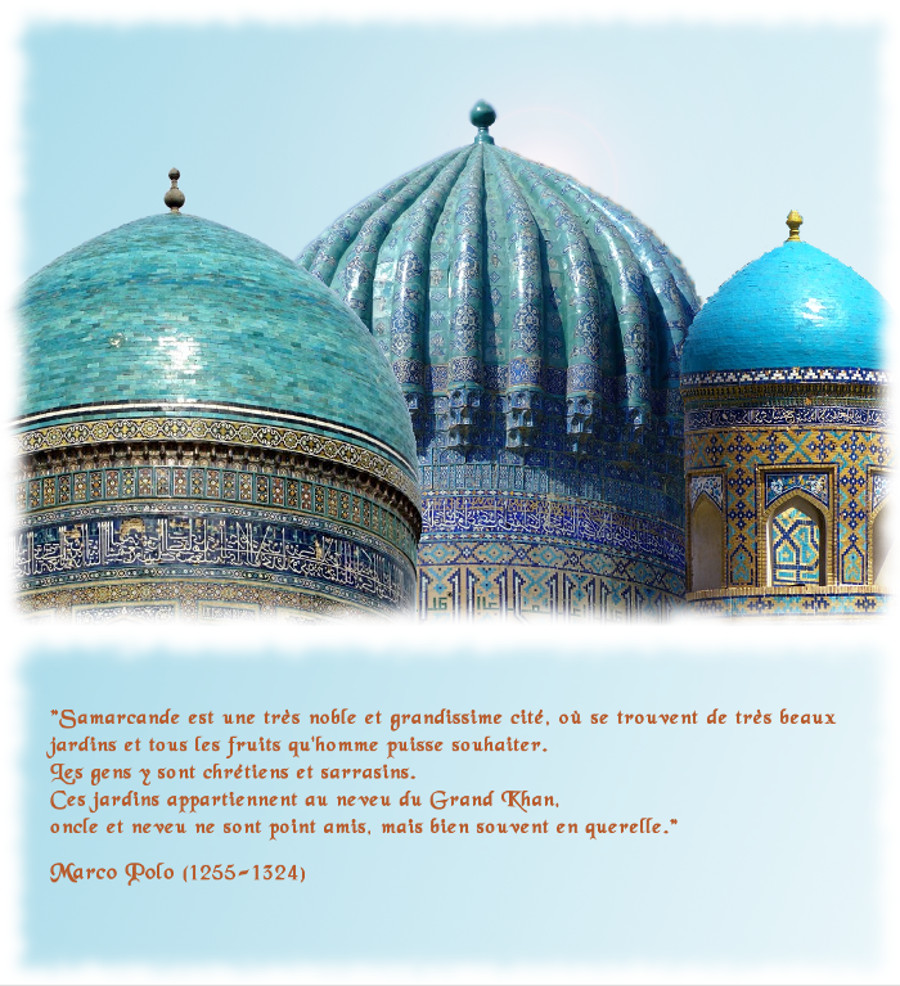 "Samarcande est une très noble et grandissime cité, où se trouvent de très beaux
jardins et tous les fruits qu'homme puisse souhaiter.
Les gens y sont chrétiens et sarrasins.
Ces jardins appartiennent au neveu du Grand Khan,
oncle et neveu ne sont point amis, mais bien souvent en querelle."
Marco Polo (1255-1324)